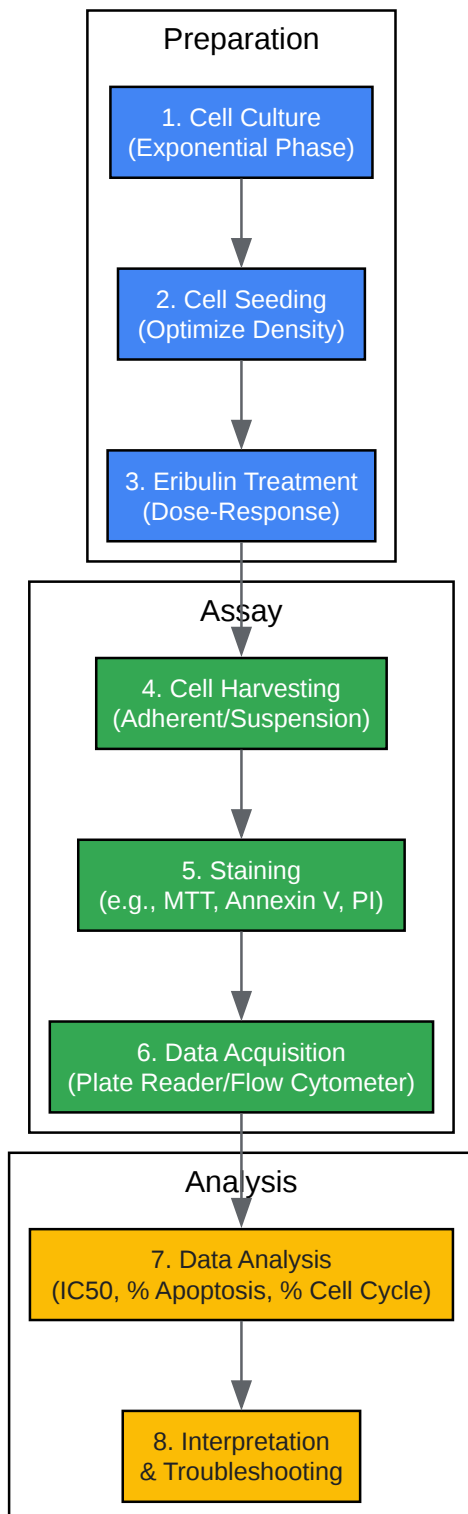 Preparation
1. Cell Culture
(Exponential Phase)
2. Cell Seeding
(Optimize Density)
3. Eribulin Treatment
(Dose-Response)
Assay
4. Cell Harvesting
(Adherent/Suspension)
5. Staining
(e.g., MTT, Annexin V, PI)
6. Data Acquisition
(Plate Reader/Flow Cytometer)
Analysis
7. Data Analysis
(IC50, % Apoptosis, % Cell Cycle)
8. Interpretation
& Troubleshooting